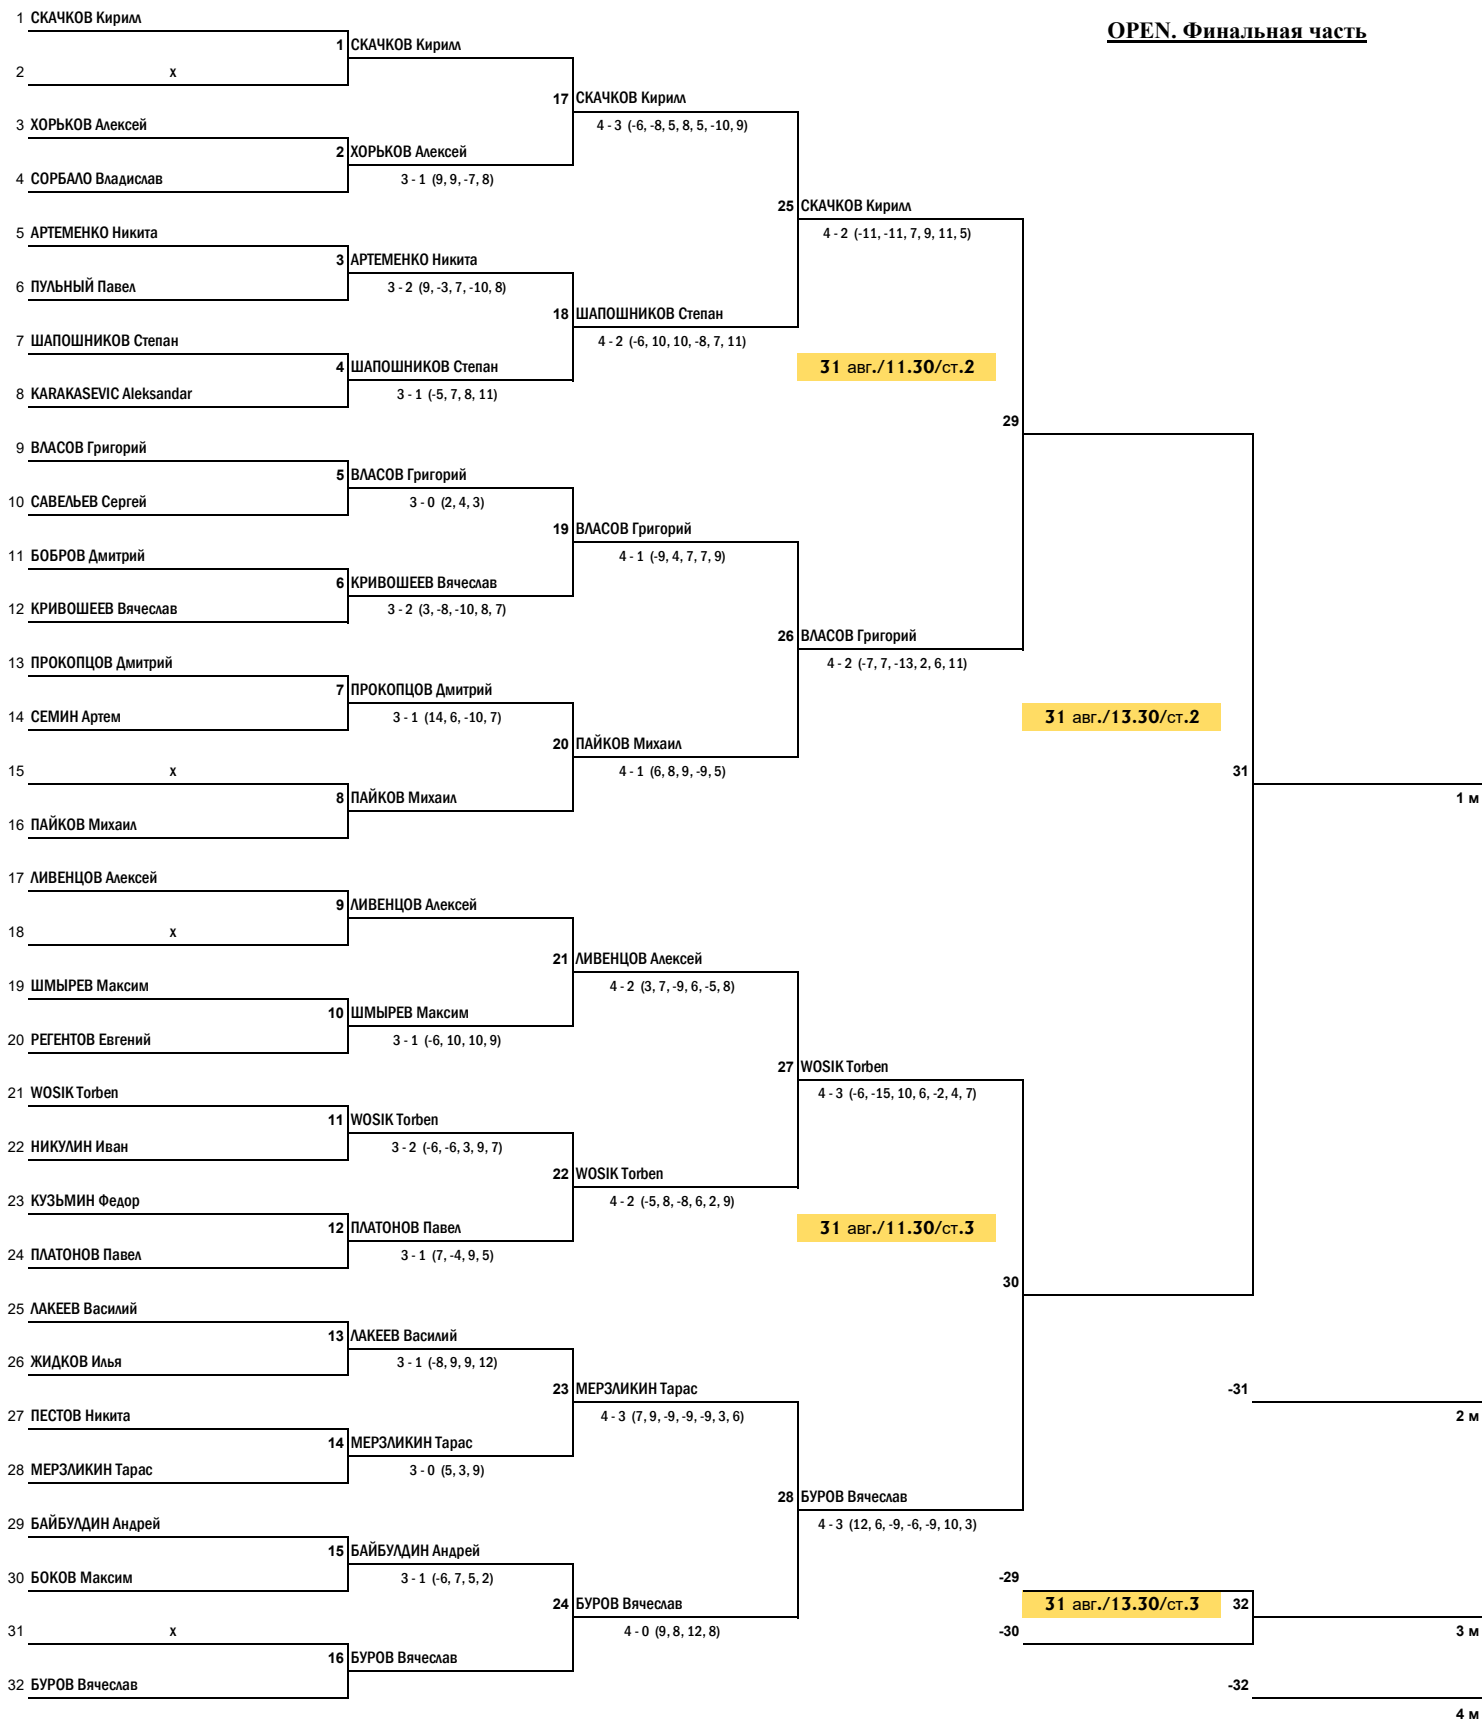 OPEN. Финальная часть
1 СКАЧКОВ Кирилл
1 СКАЧКОВ Кирилл
2 x
17 СКАЧКОВ Кирилл
3 ХОРЬКОВ Алексей
4 - 3 (-6, -8, 5, 8, 5, -10, 9)
2 ХОРЬКОВ Алексей
4 СОРБАЛО Владислав
3 - 1 (9, 9, -7, 8)
25 СКАЧКОВ Кирилл
5 АРТЕМЕНКО Никита
4 - 2 (-11, -11, 7, 9, 11, 5)
3 АРТЕМЕНКО Никита
6 ПУЛЬНЫЙ Павел
3 - 2 (9, -3, 7, -10, 8)
18 ШАПОШНИКОВ Степан
7 ШАПОШНИКОВ Степан
4 - 2 (-6, 10, 10, -8, 7, 11)
4 ШАПОШНИКОВ Степан
31 авг./11.30/ст.2
8 KARAKASEVIC Aleksandar
3 - 1 (-5, 7, 8, 11)
29
9 ВЛАСОВ Григорий
5 ВЛАСОВ Григорий
10 САВЕЛЬЕВ Сергей
3 - 0 (2, 4, 3)
19 ВЛАСОВ Григорий
11 БОБРОВ Дмитрий
4 - 1 (-9, 4, 7, 7, 9)
6 КРИВОШЕЕВ Вячеслав
12 КРИВОШЕЕВ Вячеслав
3 - 2 (3, -8, -10, 8, 7)
26 ВЛАСОВ Григорий
13 ПРОКОПЦОВ Дмитрий
4 - 2 (-7, 7, -13, 2, 6, 11)
7 ПРОКОПЦОВ Дмитрий
14 СЕМИН Артем
3 - 1 (14, 6, -10, 7)
31 авг./13.30/ст.2
20 ПАЙКОВ Михаил
15 x
4 - 1 (6, 8, 9, -9, 5)
31
8 ПАЙКОВ Михаил
1 м
16 ПАЙКОВ Михаил
17 ЛИВЕНЦОВ Алексей
9 ЛИВЕНЦОВ Алексей
18 x
21 ЛИВЕНЦОВ Алексей
19 ШМЫРЕВ Максим
4 - 2 (3, 7, -9, 6, -5, 8)
10 ШМЫРЕВ Максим
20 РЕГЕНТОВ Евгений
3 - 1 (-6, 10, 10, 9)
27 WOSIK Torben
21 WOSIK Torben
4 - 3 (-6, -15, 10, 6, -2, 4, 7)
11 WOSIK Torben
22 НИКУЛИН Иван
3 - 2 (-6, -6, 3, 9, 7)
22 WOSIK Torben
23 КУЗЬМИН Федор
4 - 2 (-5, 8, -8, 6, 2, 9)
12 ПЛАТОНОВ Павел
31 авг./11.30/ст.3
24 ПЛАТОНОВ Павел
3 - 1 (7, -4, 9, 5)
30
25 ЛАКЕЕВ Василий
13 ЛАКЕЕВ Василий
26 ЖИДКОВ Илья
3 - 1 (-8, 9, 9, 12)
23 МЕРЗЛИКИН Тарас
-31
27 ПЕСТОВ Никита
4 - 3 (7, 9, -9, -9, -9, 3, 6)
2 м
14 МЕРЗЛИКИН Тарас
28 МЕРЗЛИКИН Тарас
3 - 0 (5, 3, 9)
28 БУРОВ Вячеслав
29 БАЙБУЛДИН Андрей
4 - 3 (12, 6, -9, -6, -9, 10, 3)
15 БАЙБУЛДИН Андрей
30 БОКОВ Максим
3 - 1 (-6, 7, 5, 2)
-29
24 БУРОВ Вячеслав
31 авг./13.30/ст.3 32
31 x
4 - 0 (9, 8, 12, 8)
-30
3 м
16 БУРОВ Вячеслав
32 БУРОВ Вячеслав
-32
4 м